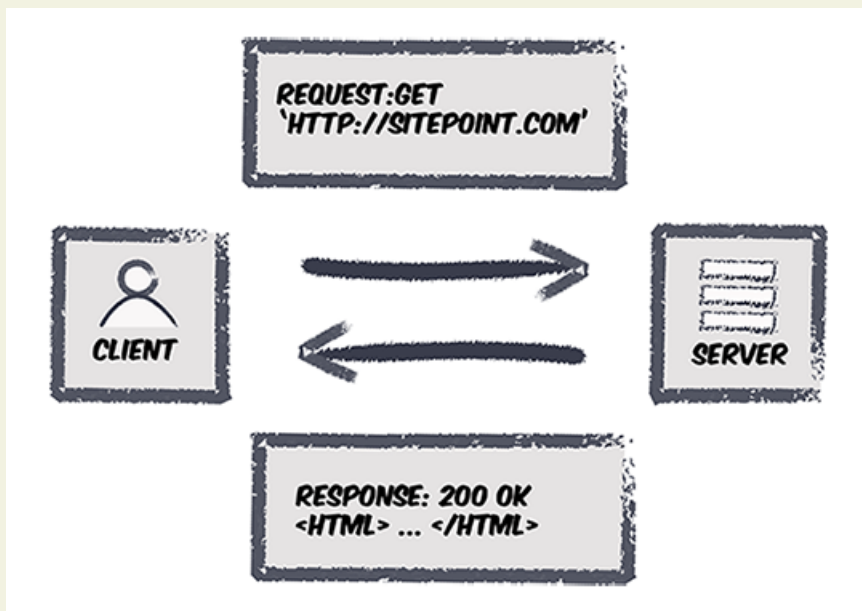 REQUEST:GET
‘HTTP://SITEPOINT.COM’
CLIENT
SERVER
RESPONSE: 200 OK
<HTML> ... </HTML>